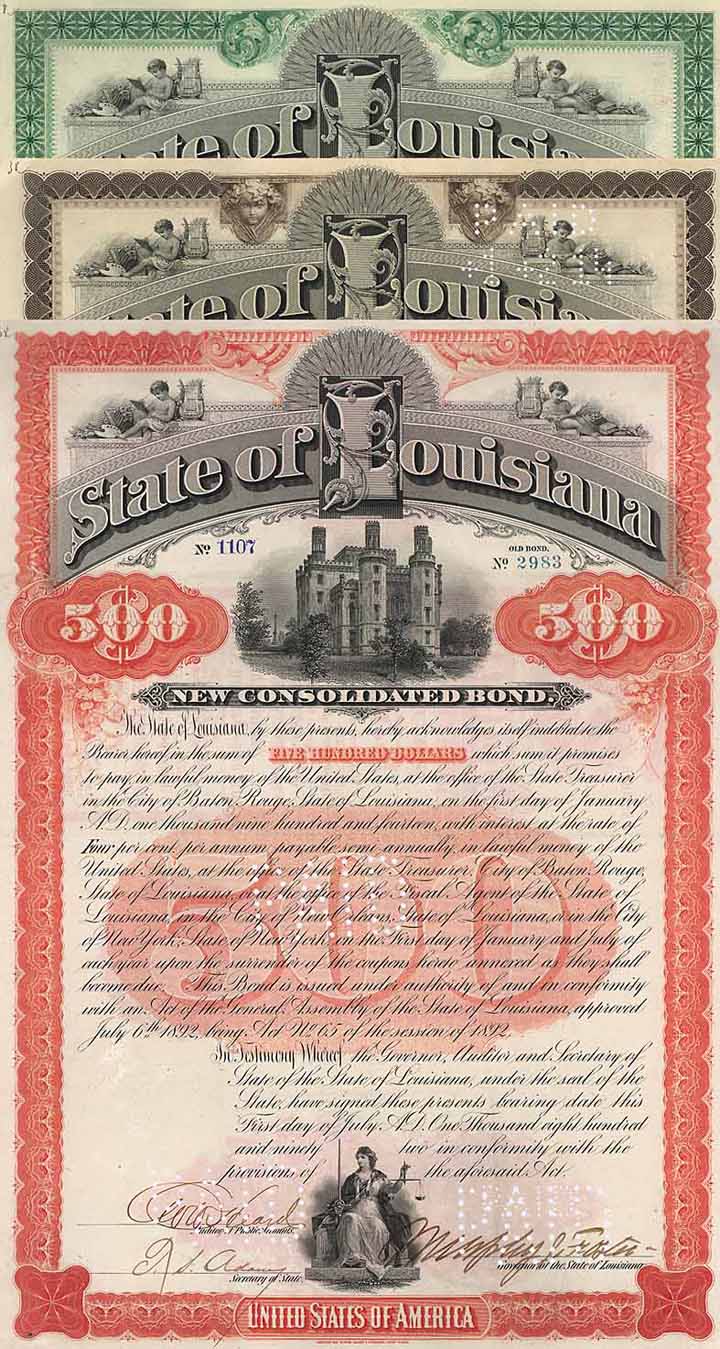 State of Louisiana
State of Louisiana
State of Louisiana
No 1107
OLD BOND.
No 2983
500
500
NEW CONSOLIDATED BOND.
The State of Louisiana, by these presents, hereby acknowledges itself indebted to the
Bearer hereof in the sum of FIVE HUNDRED DOLLARS which sum it promises
to pay in lawful money of the United States, at the office of the State Treasurer
in the City of Baton Rouge, State of Louisiana, on the first day of January
A.D. one thousand nine hundred and fourteen, with interest at the rate of
Four per cent. per annum payable semi-annually, in lawful money of the
United States, at the office of the State Treasurer, City of Baton Rouge,
State of Louisiana, or at the office of the Fiscal Agent of the State of
Louisiana, in the City of New Orleans, State of Louisiana, or in the City
of New York, State of New York on the First day of January and July of
each year upon the surrender of the coupons hereto annexed as they shall
become due. This Bond is issued under authority of and in conformity
with an Act of the General Assembly of the State of Louisiana, approved
July 6th 1892, being Act No 65 of the session of 1892,
500
PAID
In Testimony Whereof the Governor, Auditor and Secretary of
State of the State of Louisiana, under the seal of the
State, have signed these presents bearing date this
First day of July. A.D. One Thousand eight hundred
and ninety two in conformity with the
provisions of the aforesaid Act.
Auditor of Public Accounts.
T. S. Adams
Secretary of State.
Murphy J. Foster
Governor of the State of Louisiana.
PAID
UNITED STATES OF AMERICA